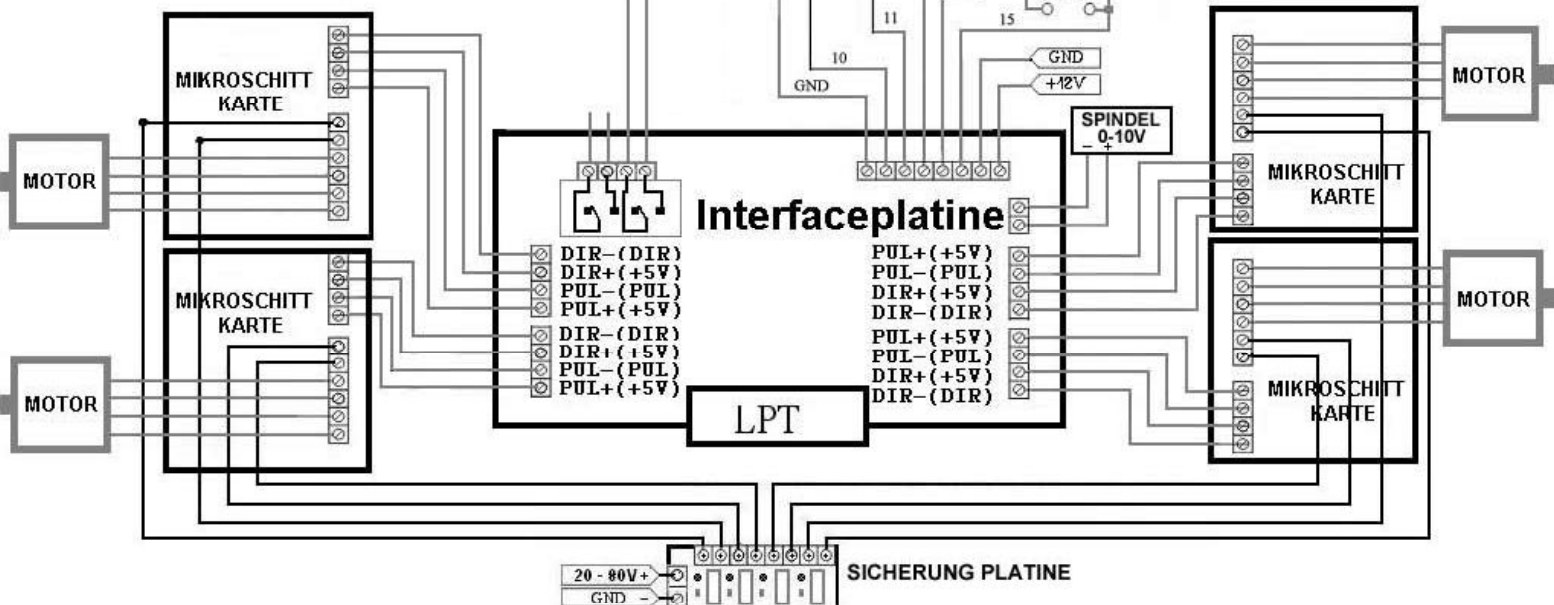 11
15
10
GND
GND
+12V
SPINDEL
0-10V
- +
MIKROSCHITT
KARTE
MOTOR
MIKROSCHITT
KARTE
MOTOR
Interfaceplatine
DIR-(DIR)
DIR+(+5V)
PUL-(PUL)
PUL+(+5V)
DIR-(DIR)
DIR+(+5V)
PUL-(PUL)
PUL+(+5V)
PUL+(+5V)
PUL-(PUL)
DIR+(+5V)
DIR-(DIR)
PUL+(+5V)
PUL-(PUL)
DIR+(+5V)
DIR-(DIR)
LPT
MOTOR
MIKROSCHITT
KARTE
MOTOR
MIKROSCHITT
KARTE
20 - 80V +
GND -
SICHERUNG PLATINE